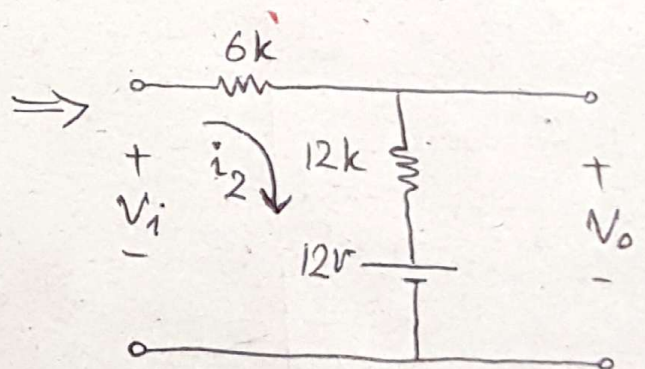 6k
⇒
+ i₂ 12k +
Vi Vo
- 12v -